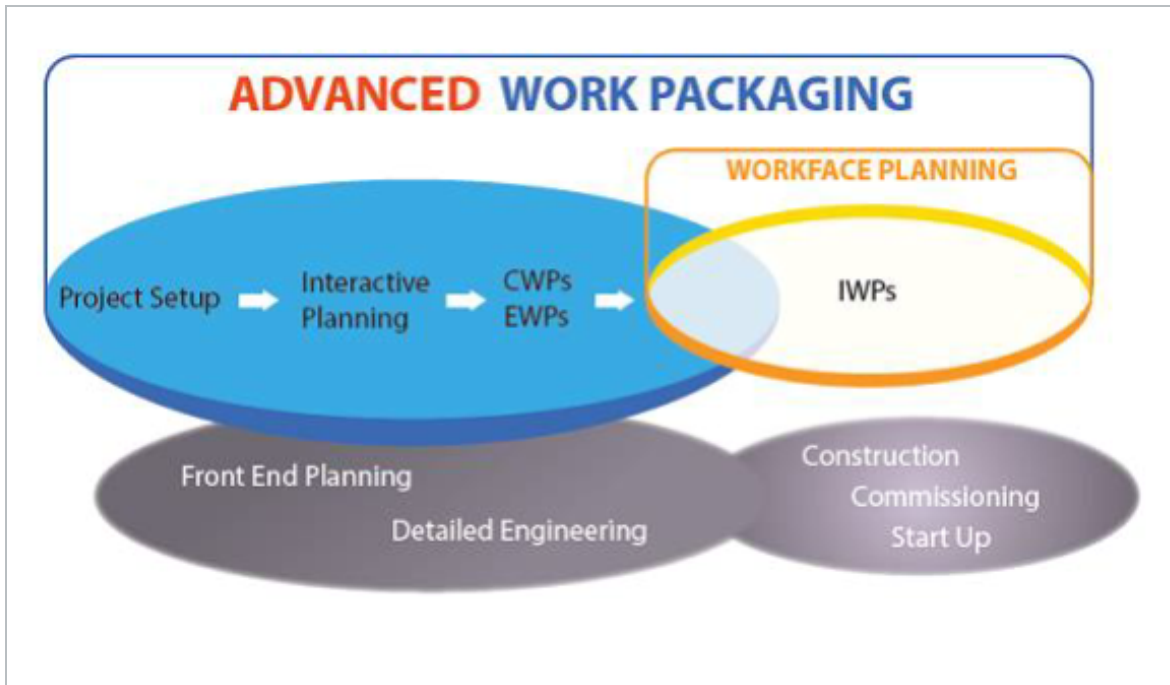 ADVANCED WORK PACKAGING
WORKFACE PLANNING
Project Setup
Interactive
Planning
CWPs
EWPs
IWPs
Front End Planning
Detailed Engineering
Construction
Commissioning
Start Up